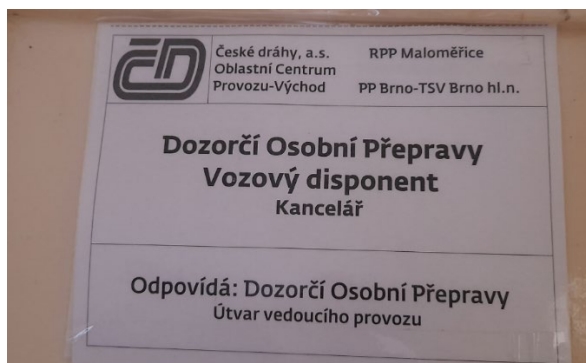 ČD
České dráhy, a.s.
Oblastní Centrum
Provozu-Východ
RPP Maloměřice
PP Brno-TSV Brno hl.n.
Dozorčí Osobní Přepravy
Vozový disponent
Kancelář
Odpovídá: Dozorčí Osobní Přepravy
Útvar vedoucího provozu